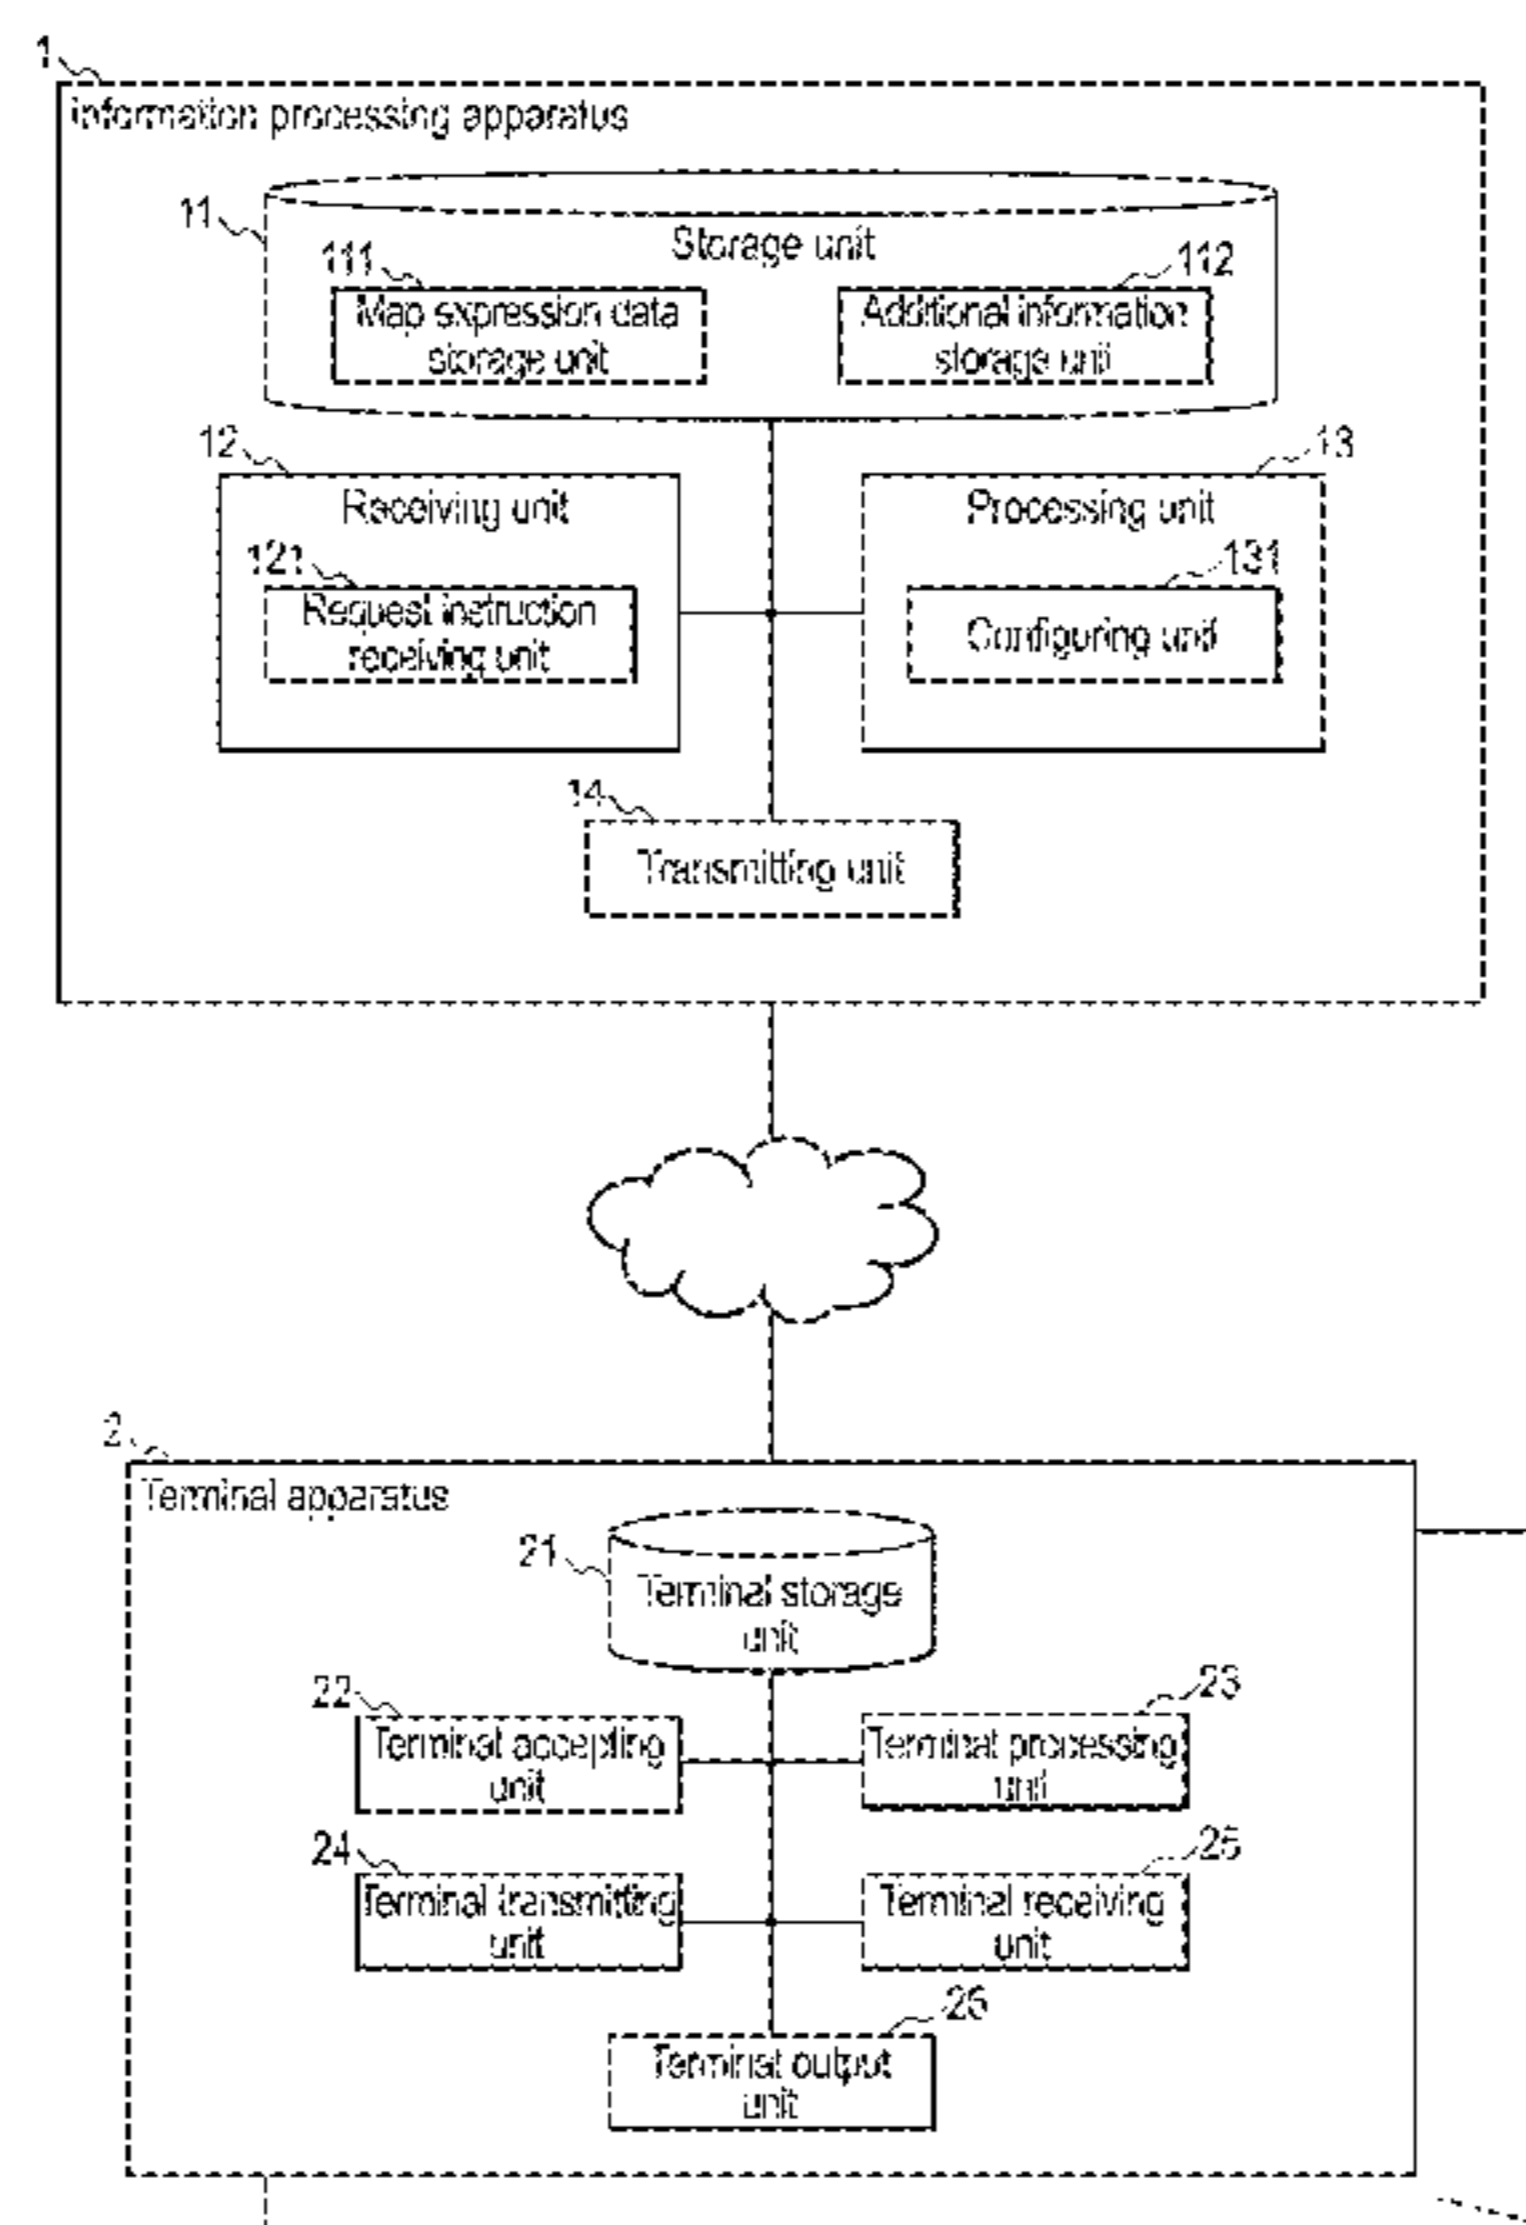 1
Information processing apparatus
11
Storage unit
111
112
Map expression data
storage unit
Additional information
storage unit
12
13
Receiving unit
Processing unit
121
131
Request instruction
receiving unit
Configuring unit
14
Transmitting unit
2
Terminal apparatus
21
Terminal storage
unit
22
23
Terminal accepting
unit
Terminal processing
unit
24
25
Terminal transmitting
unit
Terminal receiving
unit
26
Terminal output
unit